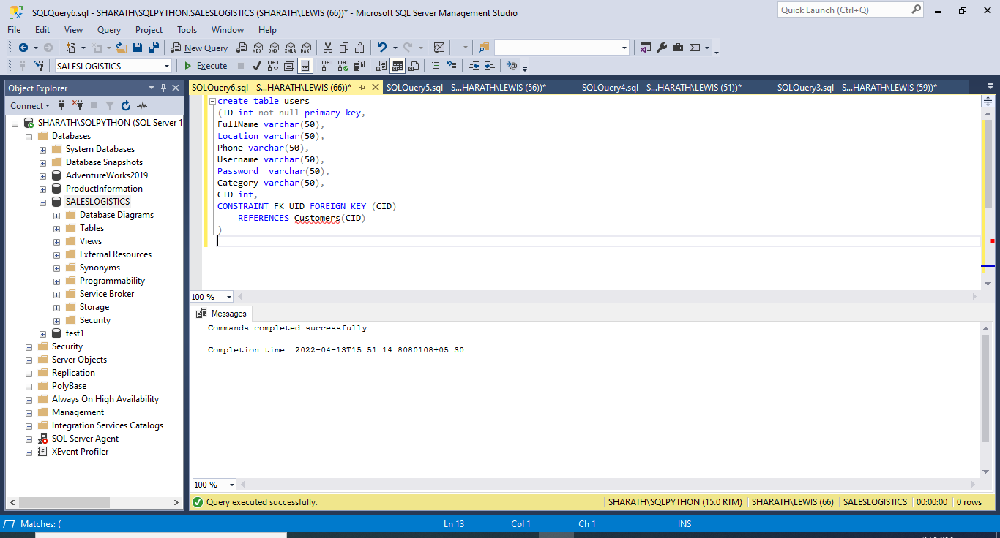 SQLQuery6.sql - SHARATH\SQLPYTHON.SALESLOGISTICS (SHARATH\LEWIS (66))* - Microsoft SQL Server Management Studio
Quick Launch (Ctrl+Q)
File Edit View Query Project Tools Window Help
New Query MDX DMX XMLA DAX
SALESLOGISTICS Execute
Object Explorer
Connect
SHARATH\SQLPYTHON (SQL Server 1
Databases
System Databases
Database Snapshots
AdventureWorks2019
ProductInformation
SALESLOGISTICS
Database Diagrams
Tables
Views
External Resources
Synonyms
Programmability
Service Broker
Storage
Security
test1
Security
Server Objects
Replication
PolyBase
Always On High Availability
Management
Integration Services Catalogs
SQL Server Agent
XEvent Profiler
SQLQuery6.sql - S...HARATH\LEWIS (66))* SQLQuery5.sql - S...HARATH\LEWIS (56))* SQLQuery4.sql - S...HARATH\LEWIS (51))* SQLQuery3.sql - S...HARATH\LEWIS (59))*
create table users
(ID int not null primary key,
FullName varchar(50),
Location varchar(50),
Phone varchar(50),
Username varchar(50),
Password  varchar(50),
Category varchar(50),
CID int,
CONSTRAINT FK_UID FOREIGN KEY (CID)
    REFERENCES Customers(CID)
)
100 %
Messages
Commands completed successfully.
Completion time: 2022-04-13T15:51:14.8080108+05:30
100 %
Query executed successfully. SHARATH\SQLPYTHON (15.0 RTM) SHARATH\LEWIS (66) SALESLOGISTICS 00:00:00 0 rows
Matches: ( Ln 13 Col 1 Ch 1 INS